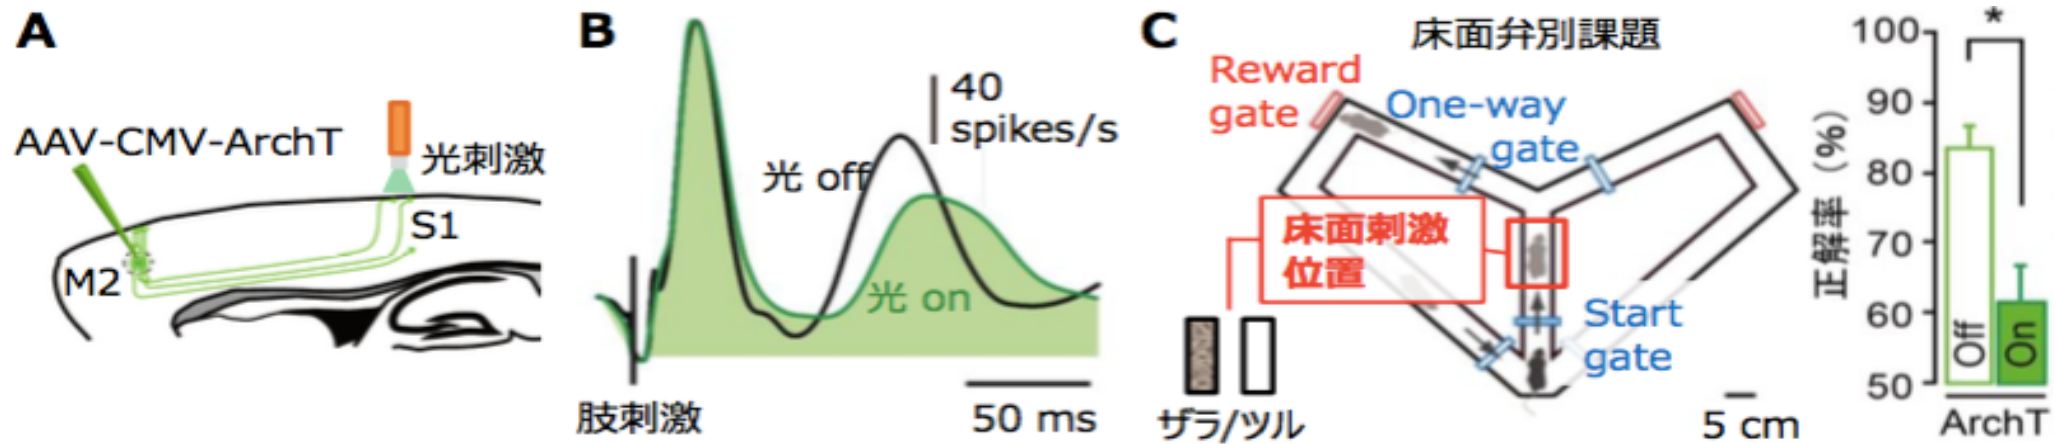 A
AAV-CMV-ArchT
光刺激
S1
M2
B
40
spikes/s
光 off
光 on
肢刺激
50 ms
C
床面弁別課題
Reward
gate
One-way
gate
床面刺激
位置
Start
gate
ザラ/ツル
5 cm
正解率 (%)
100
90
80
70
60
50
*
Off
On
ArchT